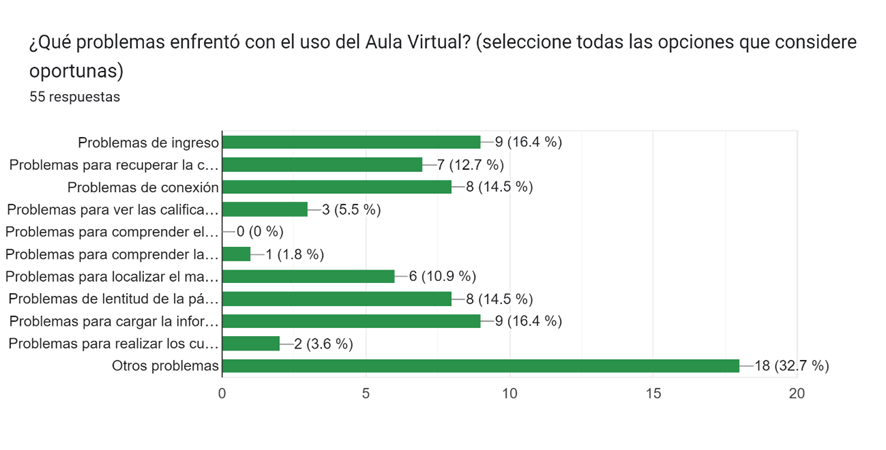 ¿Qué problemas enfrentó con el uso del Aula Virtual? (seleccione todas las opciones que considere
oportunas)
55 respuestas
Problemas de ingreso 9 (16.4 %)
Problemas para recuperar la c… 7 (12.7 %)
Problemas de conexión 8 (14.5 %)
Problemas para ver las califica… 3 (5.5 %)
Problemas para comprender el… 0 (0 %)
Problemas para comprender la… 1 (1.8 %)
Problemas para localizar el ma… 6 (10.9 %)
Problemas de lentitud de la pá… 8 (14.5 %)
Problemas para cargar la infor… 9 (16.4 %)
Problemas para realizar los cu… 2 (3.6 %)
Otros problemas 18 (32.7 %)
0 5 10 15 20